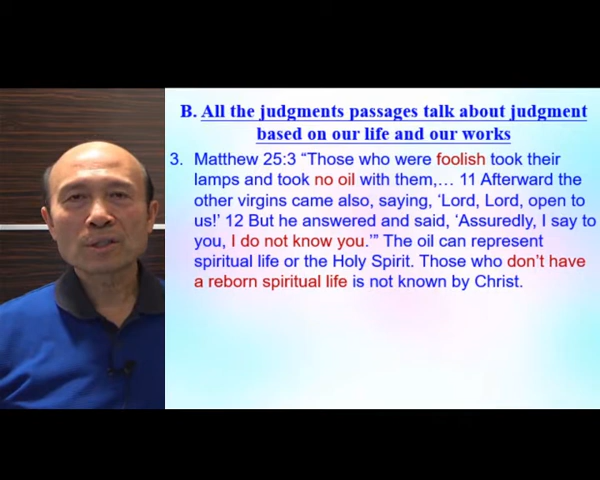 B. All the judgments passages talk about judgment
based on our life and our works
3. Matthew 25:3 “Those who were foolish took their
lamps and took no oil with them,… 11 Afterward the
other virgins came also, saying, ‘Lord, Lord, open to
us!’ 12 But he answered and said, ‘Assuredly, I say to
you, I do not know you.’” The oil can represent
spiritual life or the Holy Spirit. Those who don’t have
a reborn spiritual life is not known by Christ.